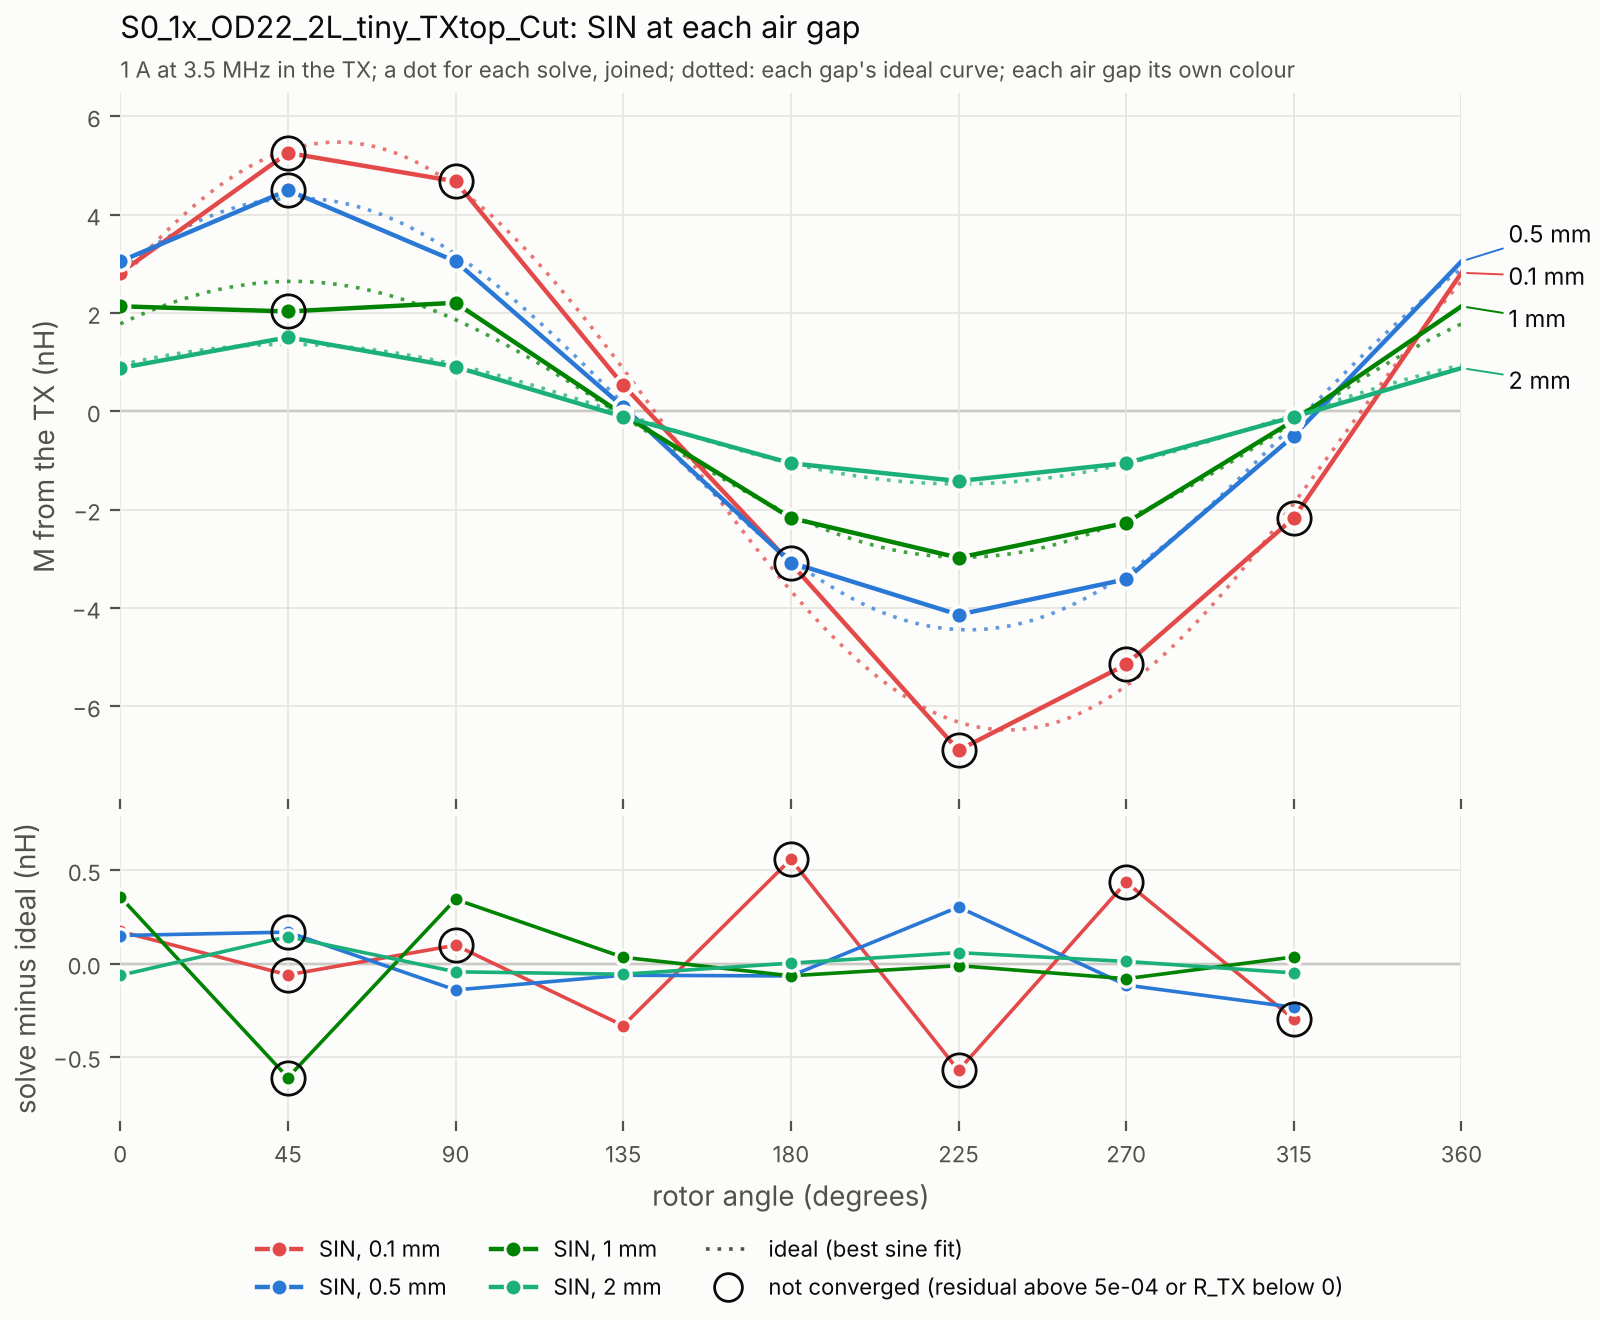 S0_1x_OD22_2L_tiny_TXtop_Cut: SIN at each air gap
1 A at 3.5 MHz in the TX; a dot for each solve, joined; dotted: each gap's ideal curve; each air gap its own colour
M from the TX (nH)
6
4
2
0
−2
−4
−6
0.5 mm
0.1 mm
1 mm
2 mm
solve minus ideal (nH)
0.5
0.0
−0.5
0 45 90 135 180 225 270 315 360
rotor angle (degrees)
SIN, 0.1 mm SIN, 1 mm ideal (best sine fit)
SIN, 0.5 mm SIN, 2 mm not converged (residual above 5e-04 or R_TX below 0)